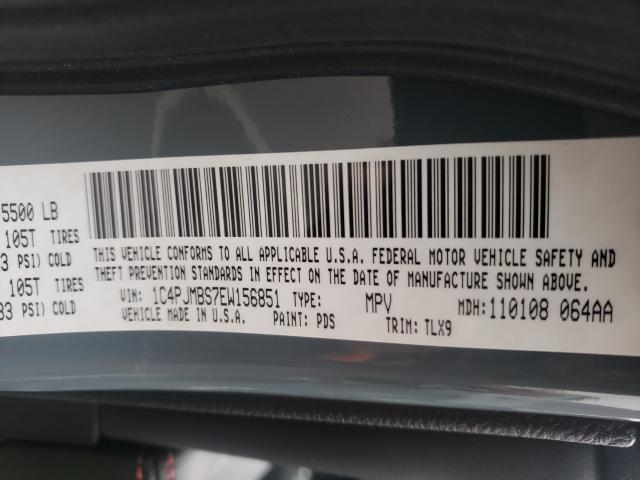 5500 LB
105T TIRES
3 PSI) COLD
105T TIRES
33 PSI) COLD
THIS VEHICLE CONFORMS TO ALL APPLICABLE U.S.A. FEDERAL MOTOR VEHICLE SAFETY AND
THEFT PREVENTION STANDARDS IN EFFECT ON THE DATE OF MANUFACTURE SHOWN ABOVE.
VIN: 1C4PJMBS7EW156851 TYPE: MPV MDH: 110108 064AA
VEHICLE MADE IN U.S.A. PAINT: PDS TRIM: TLX9